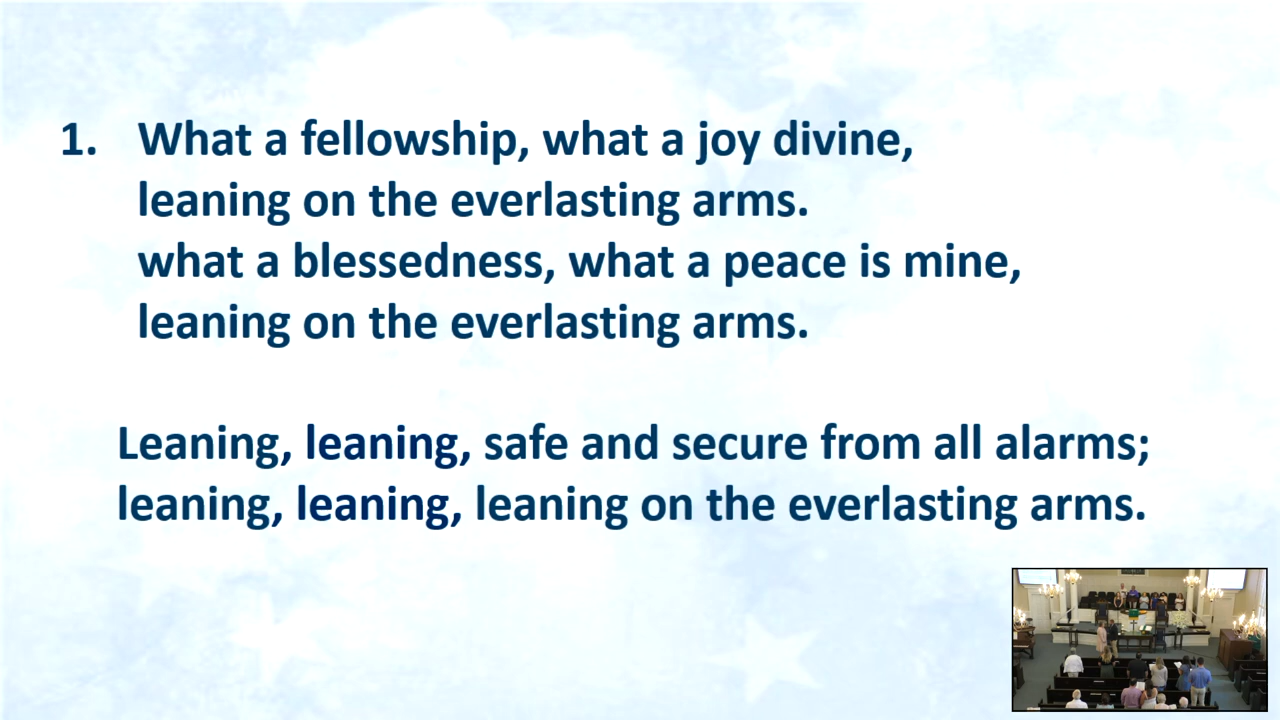 1. What a fellowship, what a joy divine,
leaning on the everlasting arms.
what a blessedness, what a peace is mine,
leaning on the everlasting arms.
Leaning, leaning, safe and secure from all alarms;
leaning, leaning, leaning on the everlasting arms.